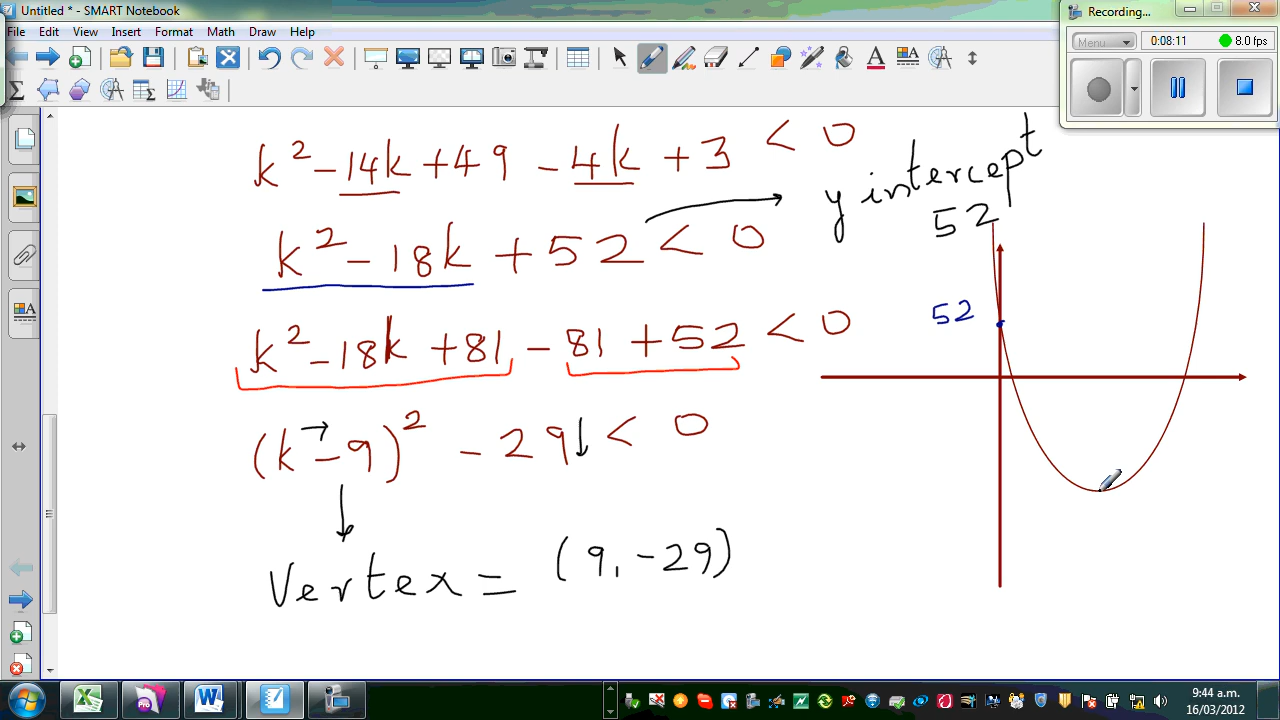 Untitled * - SMART Notebook
File Edit View Insert Format Math Draw Help
Recording...
Menu
0:08:11
8.0 fps
k² - 14k + 49 - 4k + 3 < 0
y intercept
52
k² - 18k + 52 < 0
52
k² - 18k + 81 - 81 + 52 < 0
(k - 9)² - 29 < 0
Vertex = (9, -29)
9:44 a.m.
16/03/2012